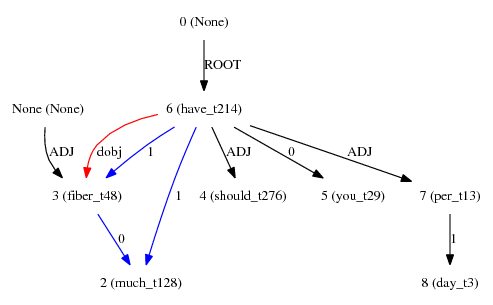 0 (None)
ROOT
None (None)
6 (have_t214)
ADJ
dobj
1
1
ADJ
0
ADJ
3 (fiber_t48)
4 (should_t276)
5 (you_t29)
7 (per_t13)
0
1
2 (much_t128)
8 (day_t3)